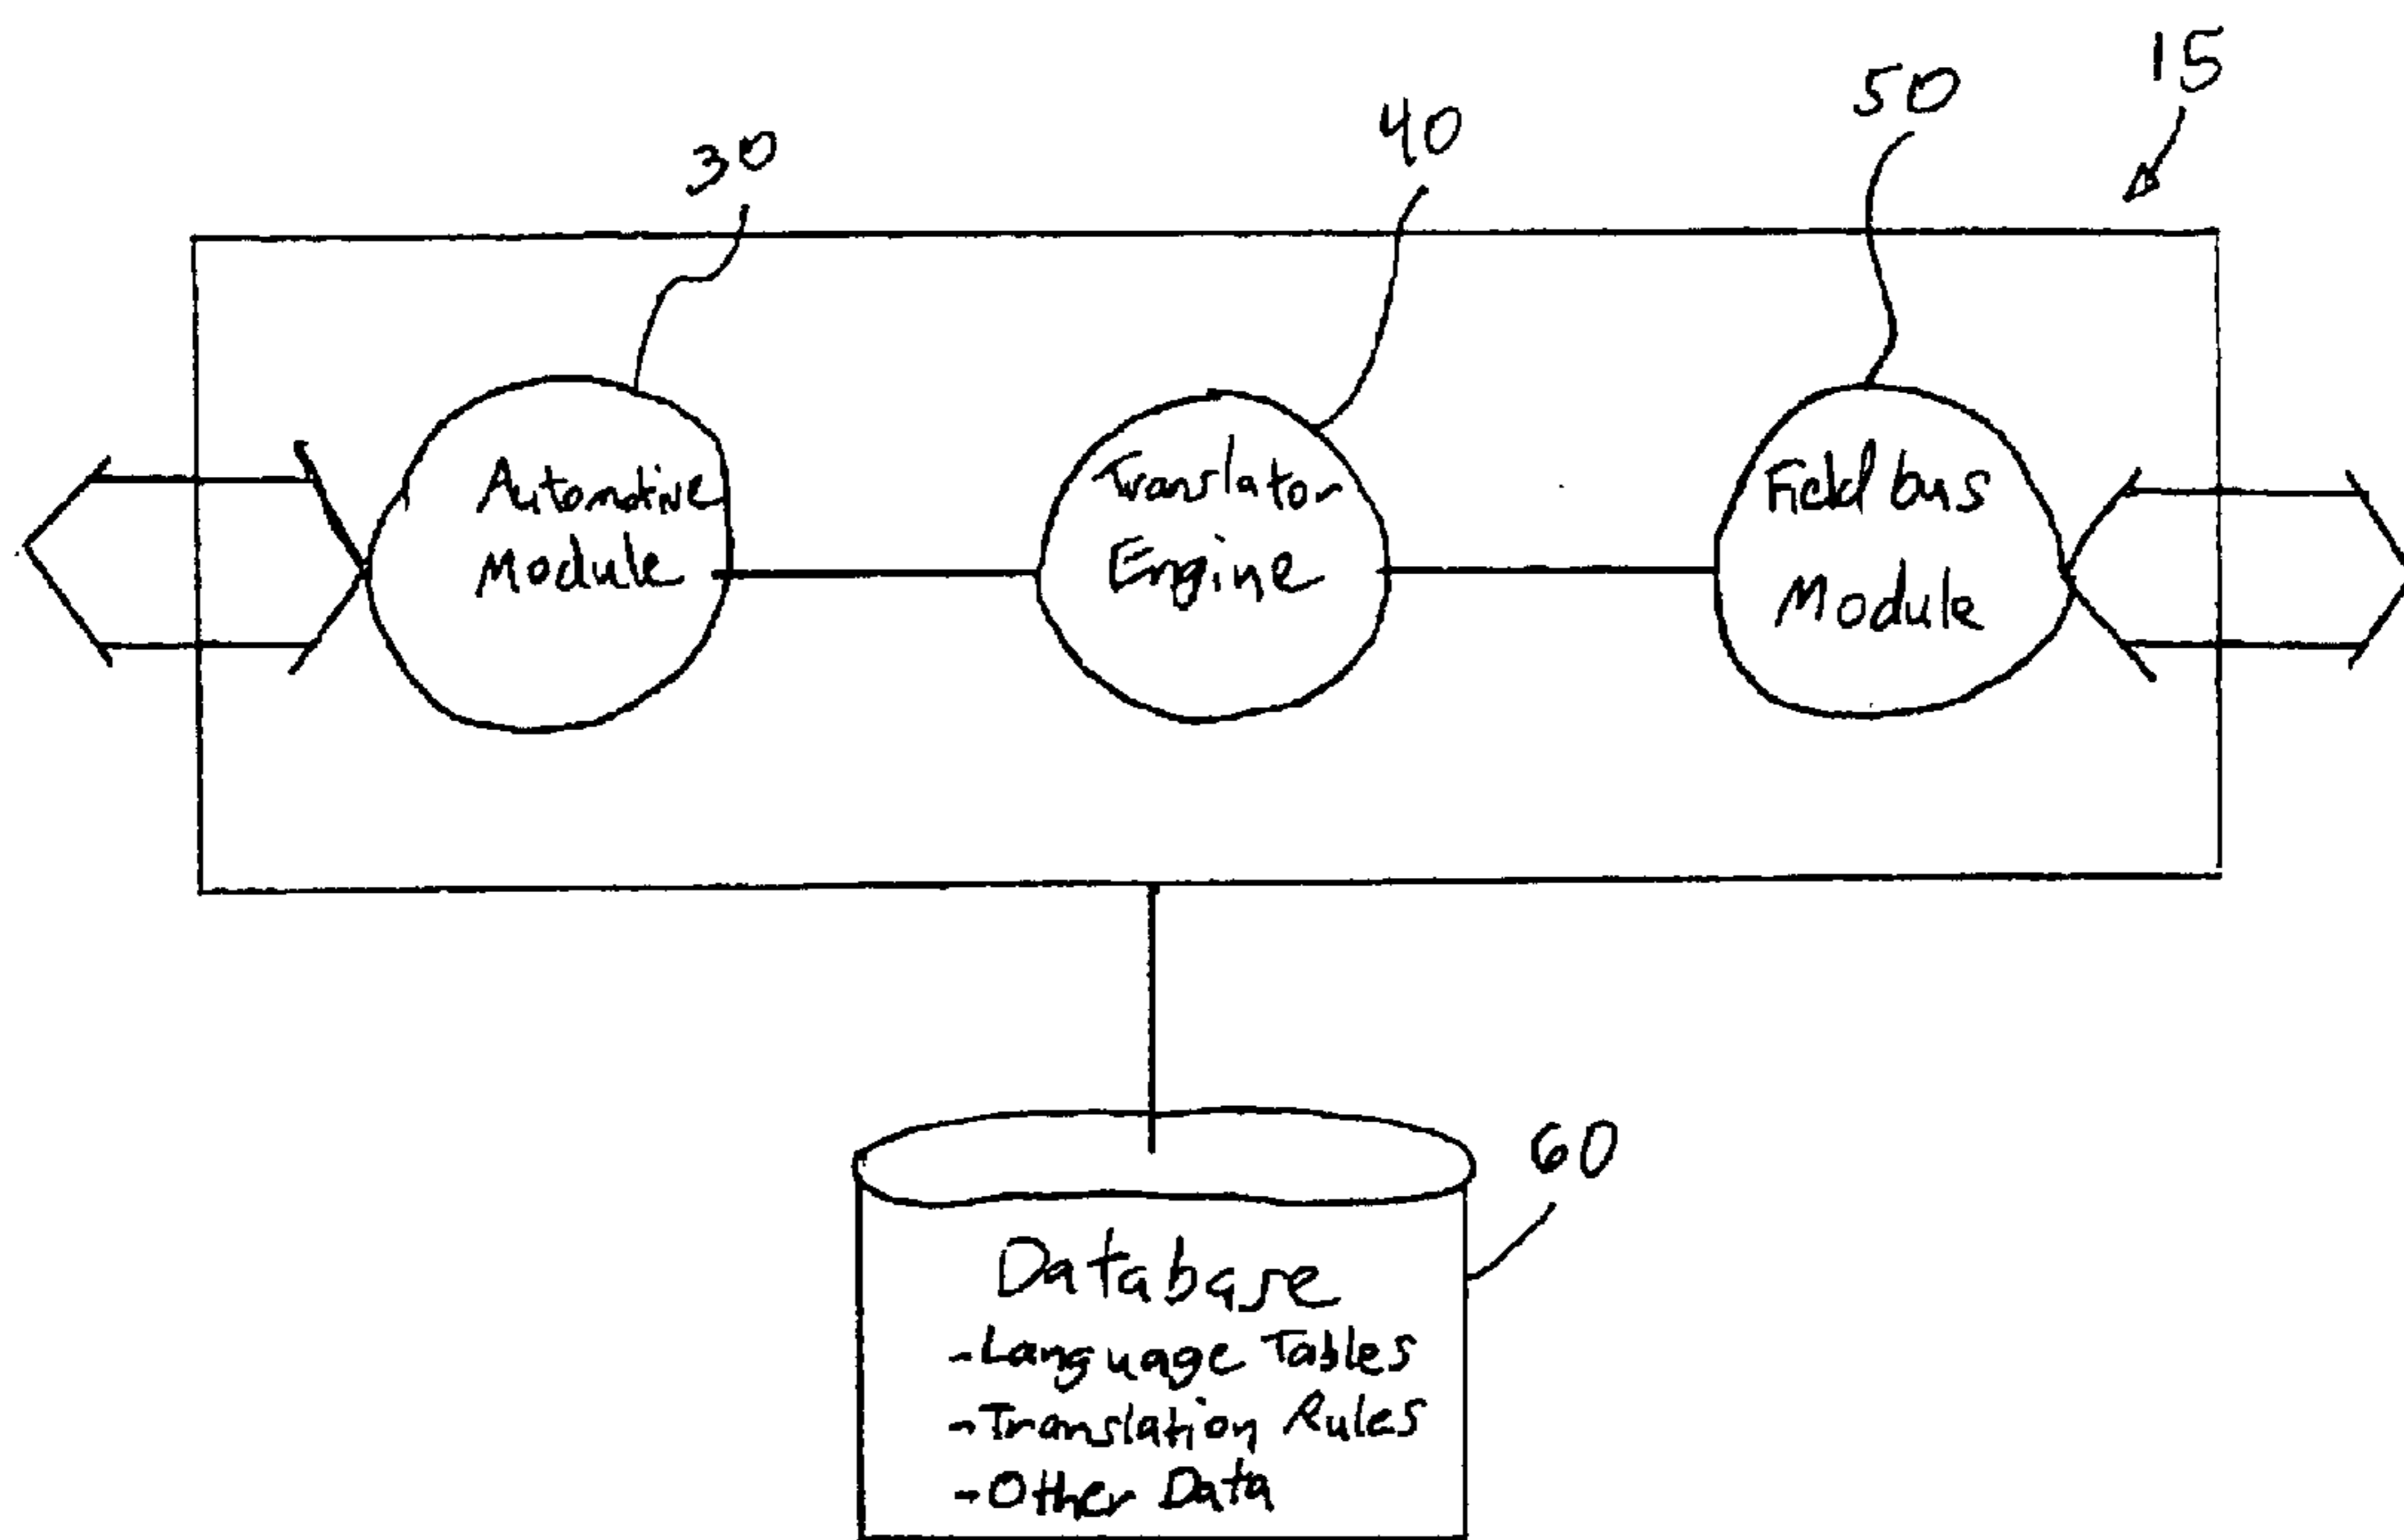 15
50
40
30
Automotive
Module
Translator
Engine
Field bus
Module
60
Database
-Language Tables
-Translation Rules
-Other Data